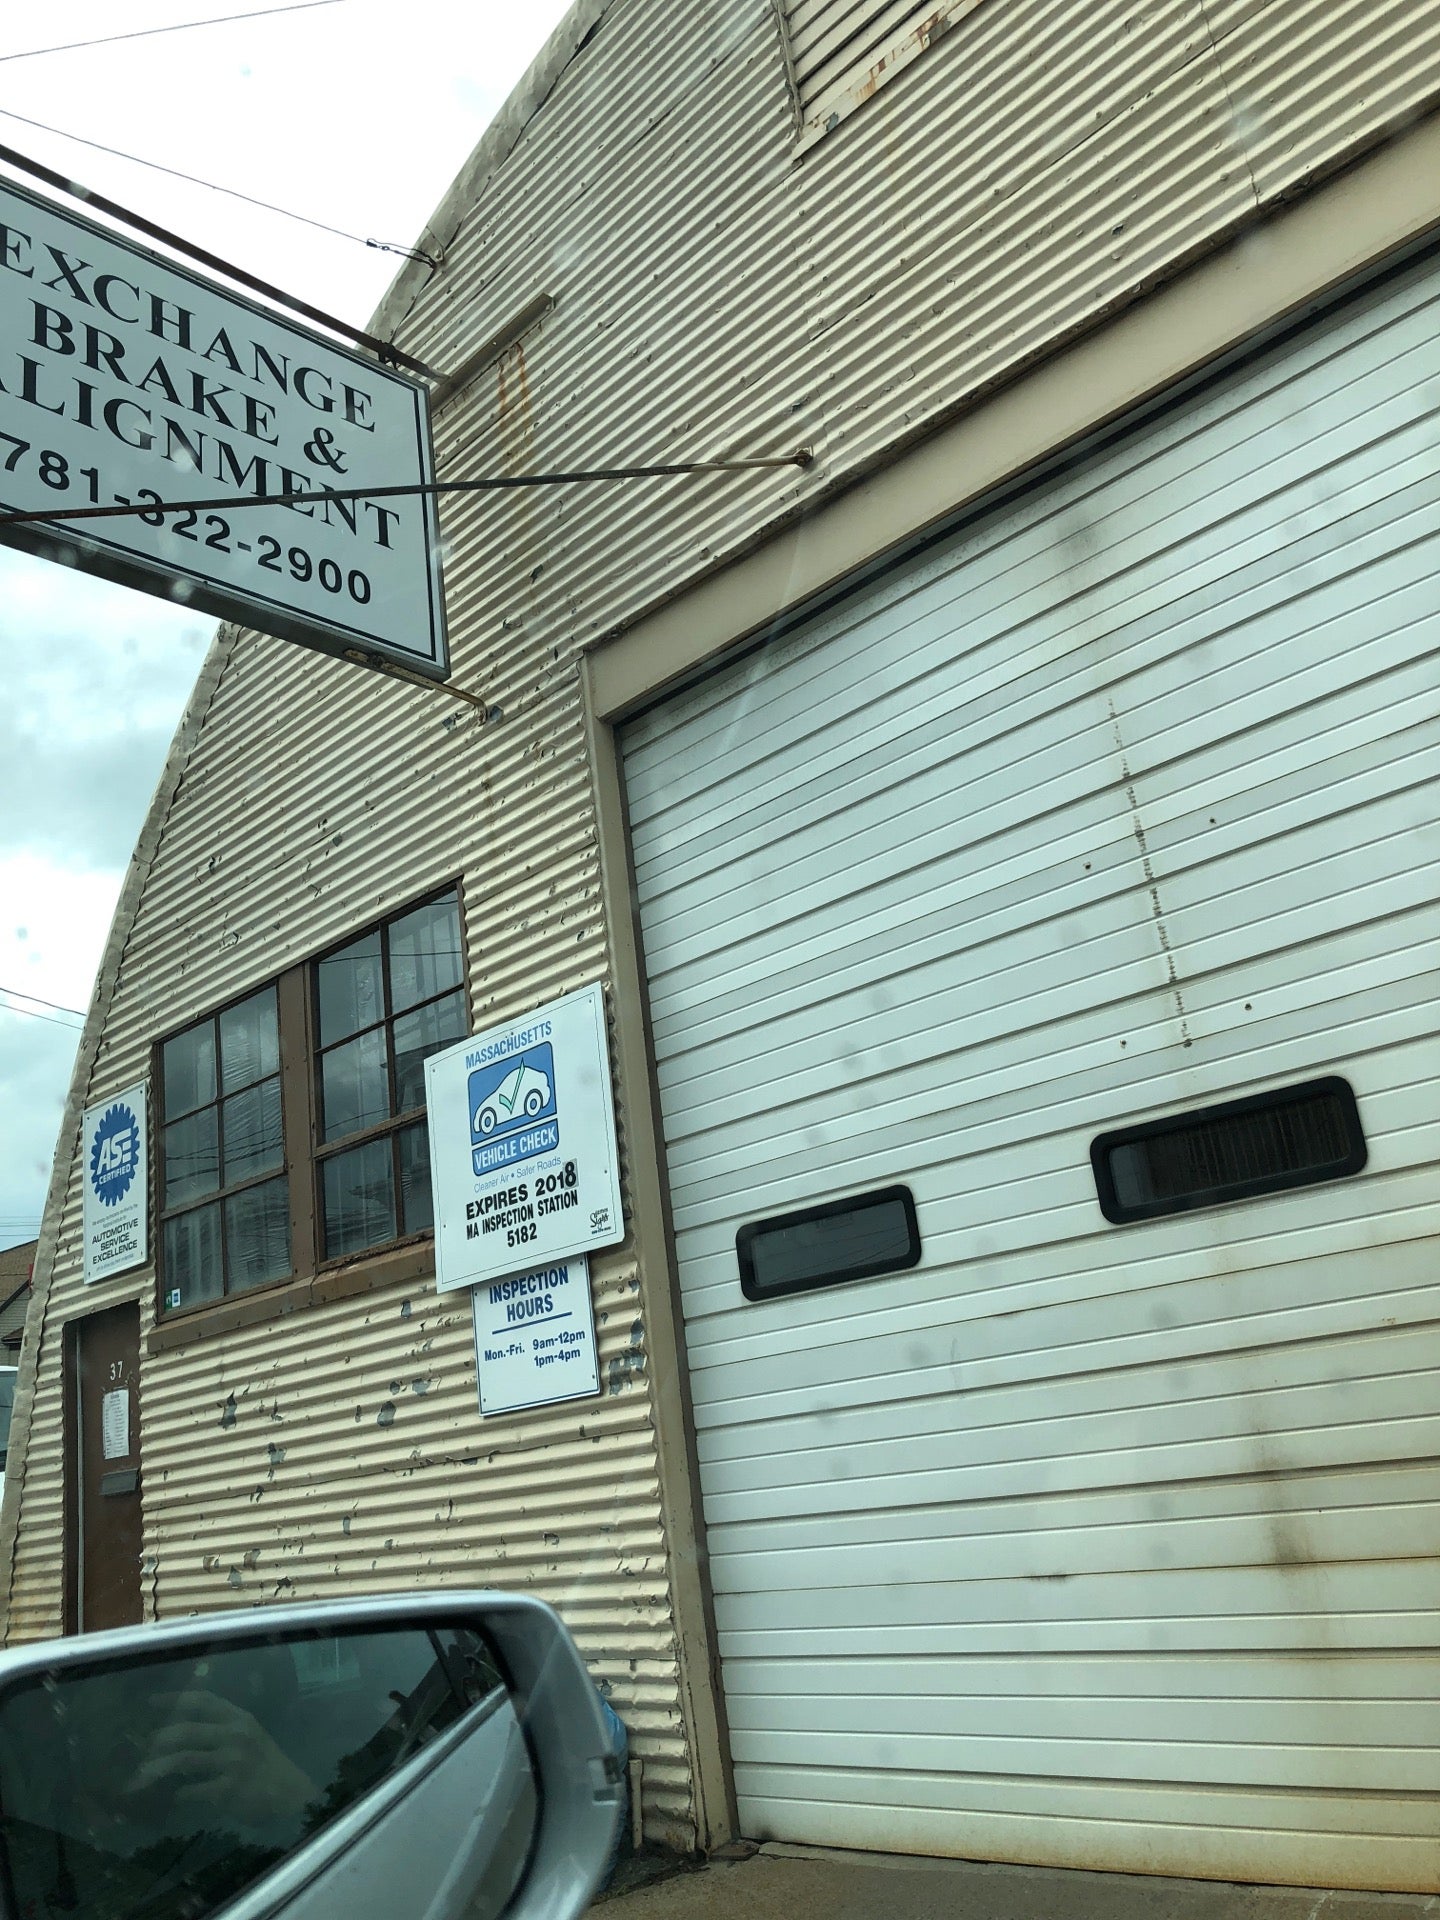 EXCHANGE
BRAKE &
ALIGNMENT
781-322-2900
MASSACHUSETTS
VEHICLE CHECK
Cleaner Air • Safer Roads
EXPIRES 2018
MA INSPECTION STATION
5182
INSPECTION
HOURS
Mon.-Fri. 9am-12pm
1pm-4pm
ASE
CERTIFIED
AUTOMOTIVE
SERVICE
EXCELLENCE
37